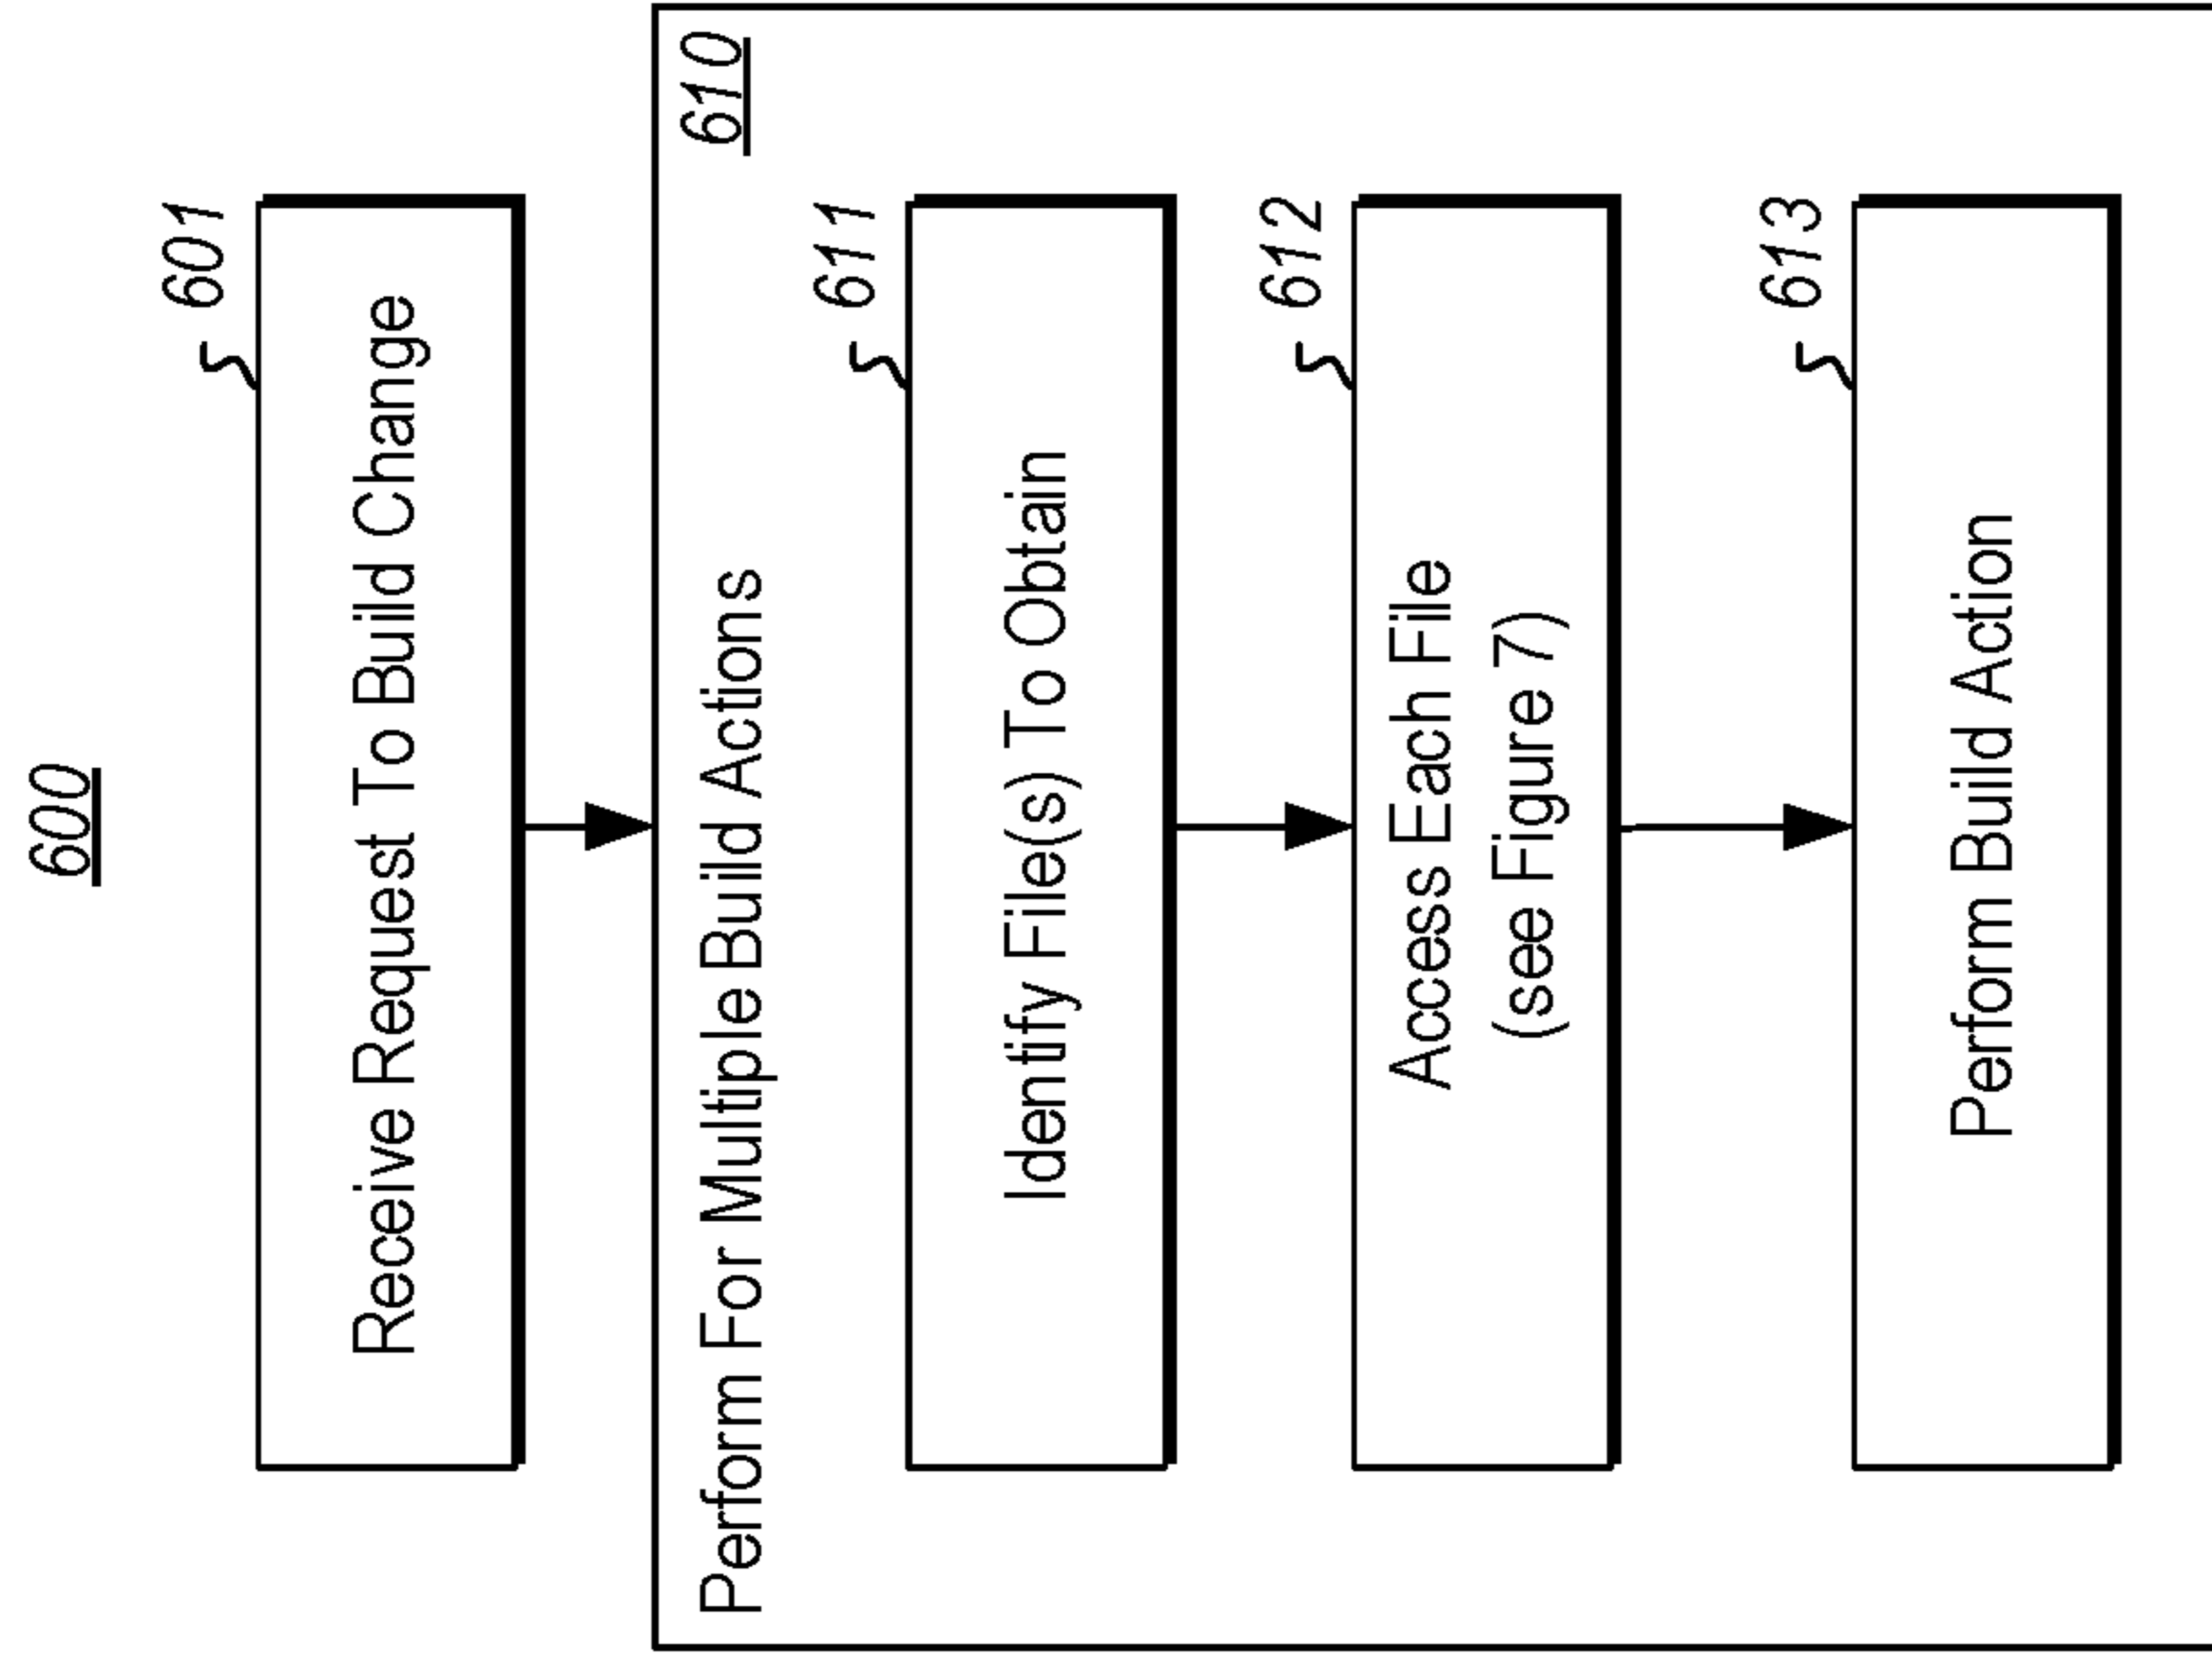 600
601
Receive Request To Build Change
610
Perform For Multiple Build Actions
611
Identify File(s) To Obtain
612
Access Each File
(see Figure 7)
613
Perform Build Action